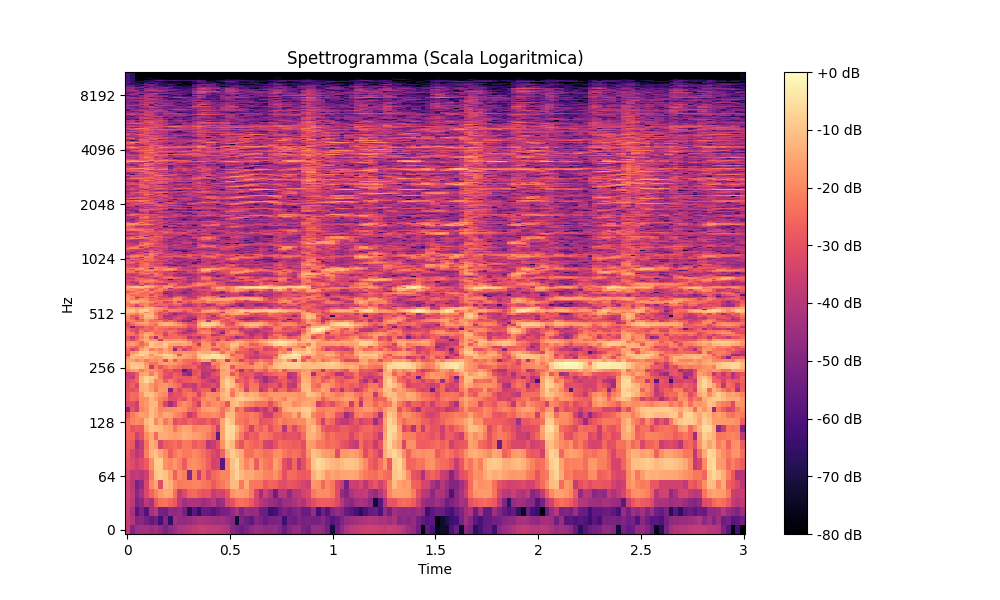 Spettrogramma (Scala Logaritmica)
Hz
8192
4096
2048
1024
512
256
128
64
0
0
0.5
1
1.5
2
2.5
3
Time
+0 dB
-10 dB
-20 dB
-30 dB
-40 dB
-50 dB
-60 dB
-70 dB
-80 dB